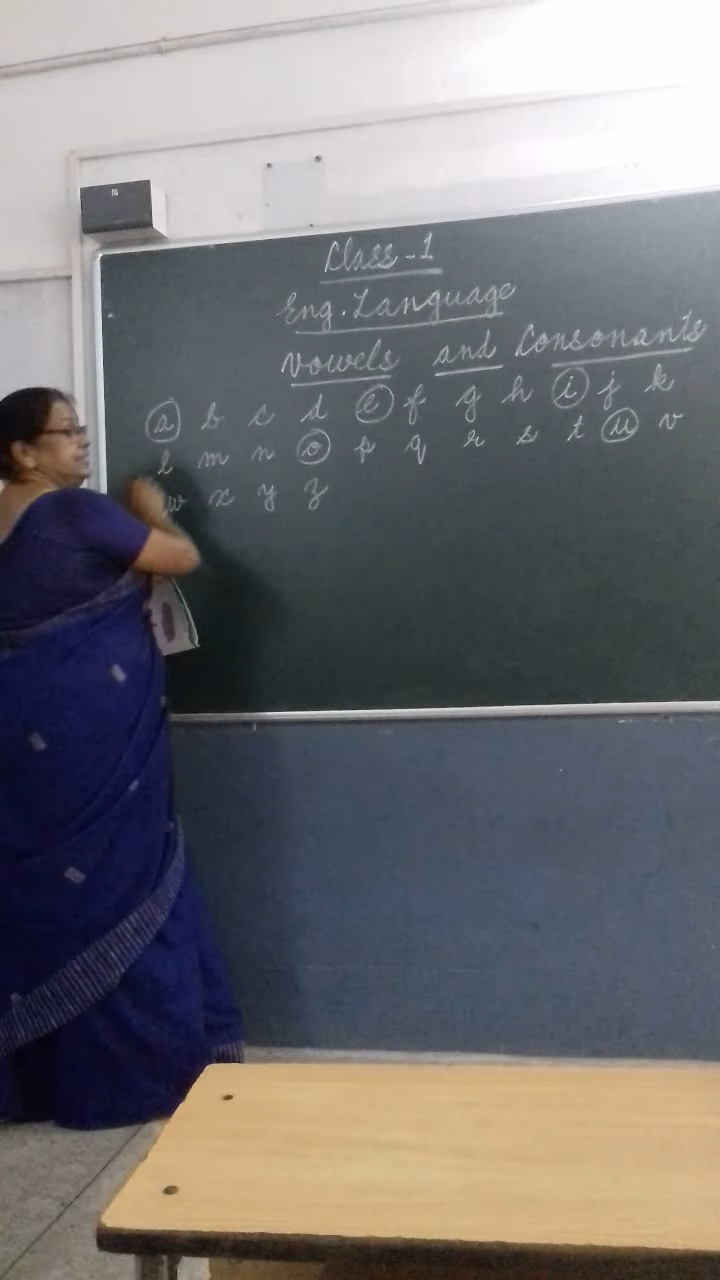 Class-1
Eng. Language
Vowels and Consonants
a b c d e f g h i j k
l m n o p q r s t u v
w x y z